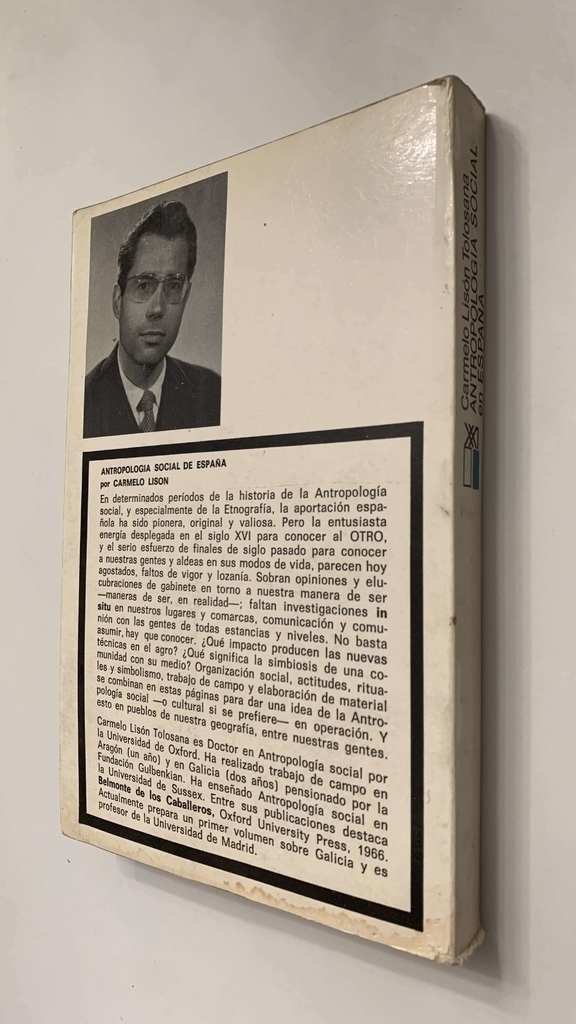 ANTROPOLOGIA SOCIAL DE ESPAÑA
por CARMELO LISON
En determinados períodos de la historia de la Antropología
social, y especialmente de la Etnografía, la aportación espa-
ñola ha sido pionera, original y valiosa. Pero la entusiasta
energía desplegada en el siglo XVI para conocer al OTRO,
y el serio esfuerzo de finales de siglo pasado para conocer
a nuestras gentes y aldeas en sus modos de vida, parecen hoy
agostados, faltos de vigor y lozanía. Sobran opiniones y elu-
cubraciones de gabinete en torno a nuestra manera de ser
—maneras de ser, en realidad—; faltan investigaciones in
situ en nuestros lugares y comarcas, comunicación y comu-
nión con las gentes de todas estancias y niveles. No basta
asumir, hay que conocer. ¿Qué impacto producen las nuevas
técnicas en el agro? ¿Qué significa la simbiosis de una co-
munidad con su medio? Organización social, actitudes, ritua-
les y simbolismo, trabajo de campo y elaboración de material
se combinan en estas páginas para dar una idea de la Antro-
pología social —o cultural si se prefiere— en operación. Y
esto en pueblos de nuestra geografía, entre nuestras gentes.
Carmelo Lisón Tolosana es Doctor en Antropología social por
la Universidad de Oxford. Ha realizado trabajo de campo en
Aragón (un año) y en Galicia (dos años) pensionado por la
Fundación Gulbenkian. Ha enseñado Antropología social en
la Universidad de Sussex. Entre sus publicaciones destaca
Belmonte de los Caballeros, Oxford University Press, 1966.
Actualmente prepara un primer volumen sobre Galicia y es
profesor de la Universidad de Madrid.
Carmelo Lisón Tolosana
ANTROPOLOGÍA SOCIAL
en ESPAÑA